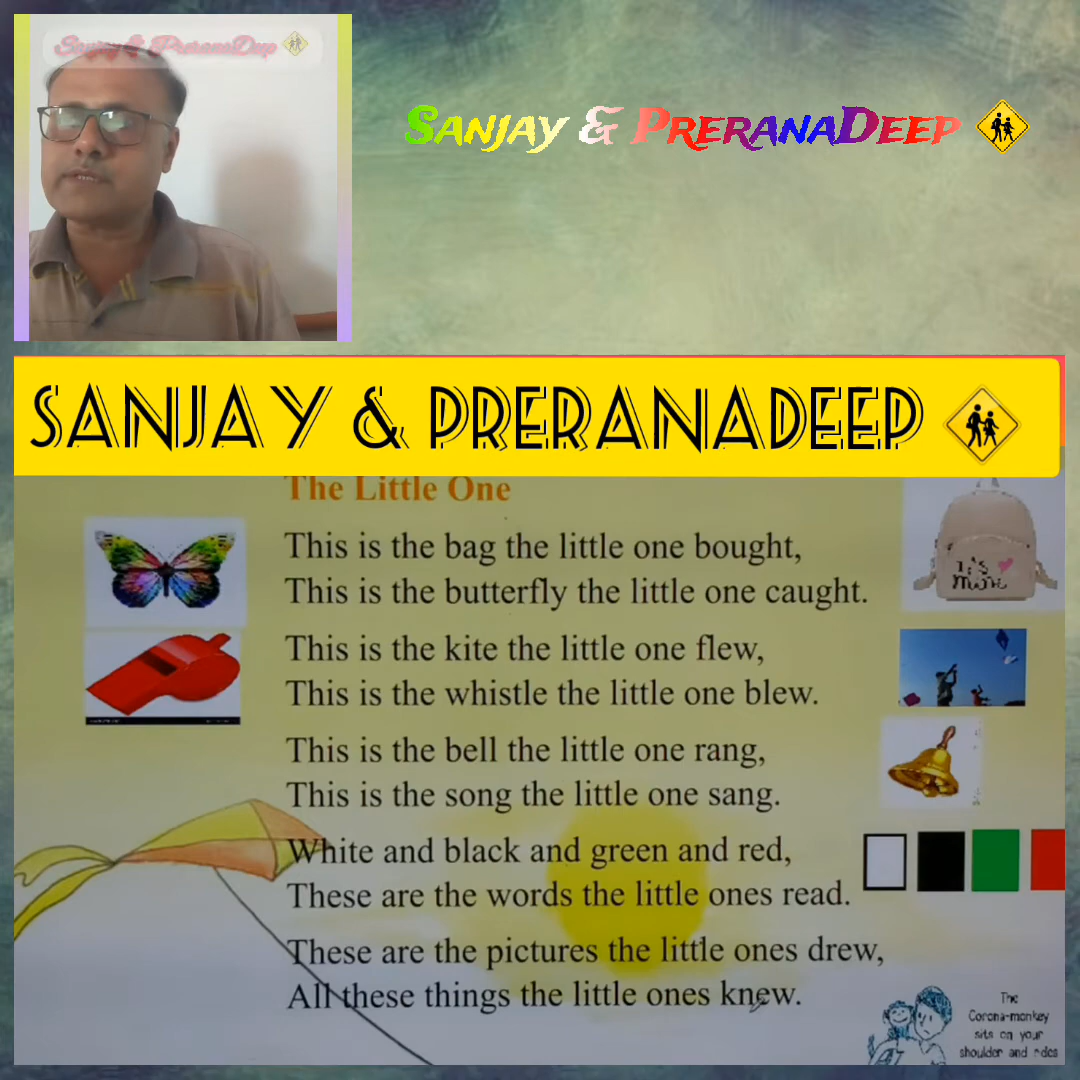 Sanjay & PreranaDeep
SANJAY & PRERANADEEP
SANJAY & PRERANADEEP
The Little One
This is the bag the little one bought,
This is the butterfly the little one caught.
It's
mine
This is the kite the little one flew,
This is the whistle the little one blew.
This is the bell the little one rang,
This is the song the little one sang.
White and black and green and red,
These are the words the little ones read.
These are the pictures the little ones drew,
All these things the little ones knew.
The
Corona-monkey
sits on your
shoulder and rides